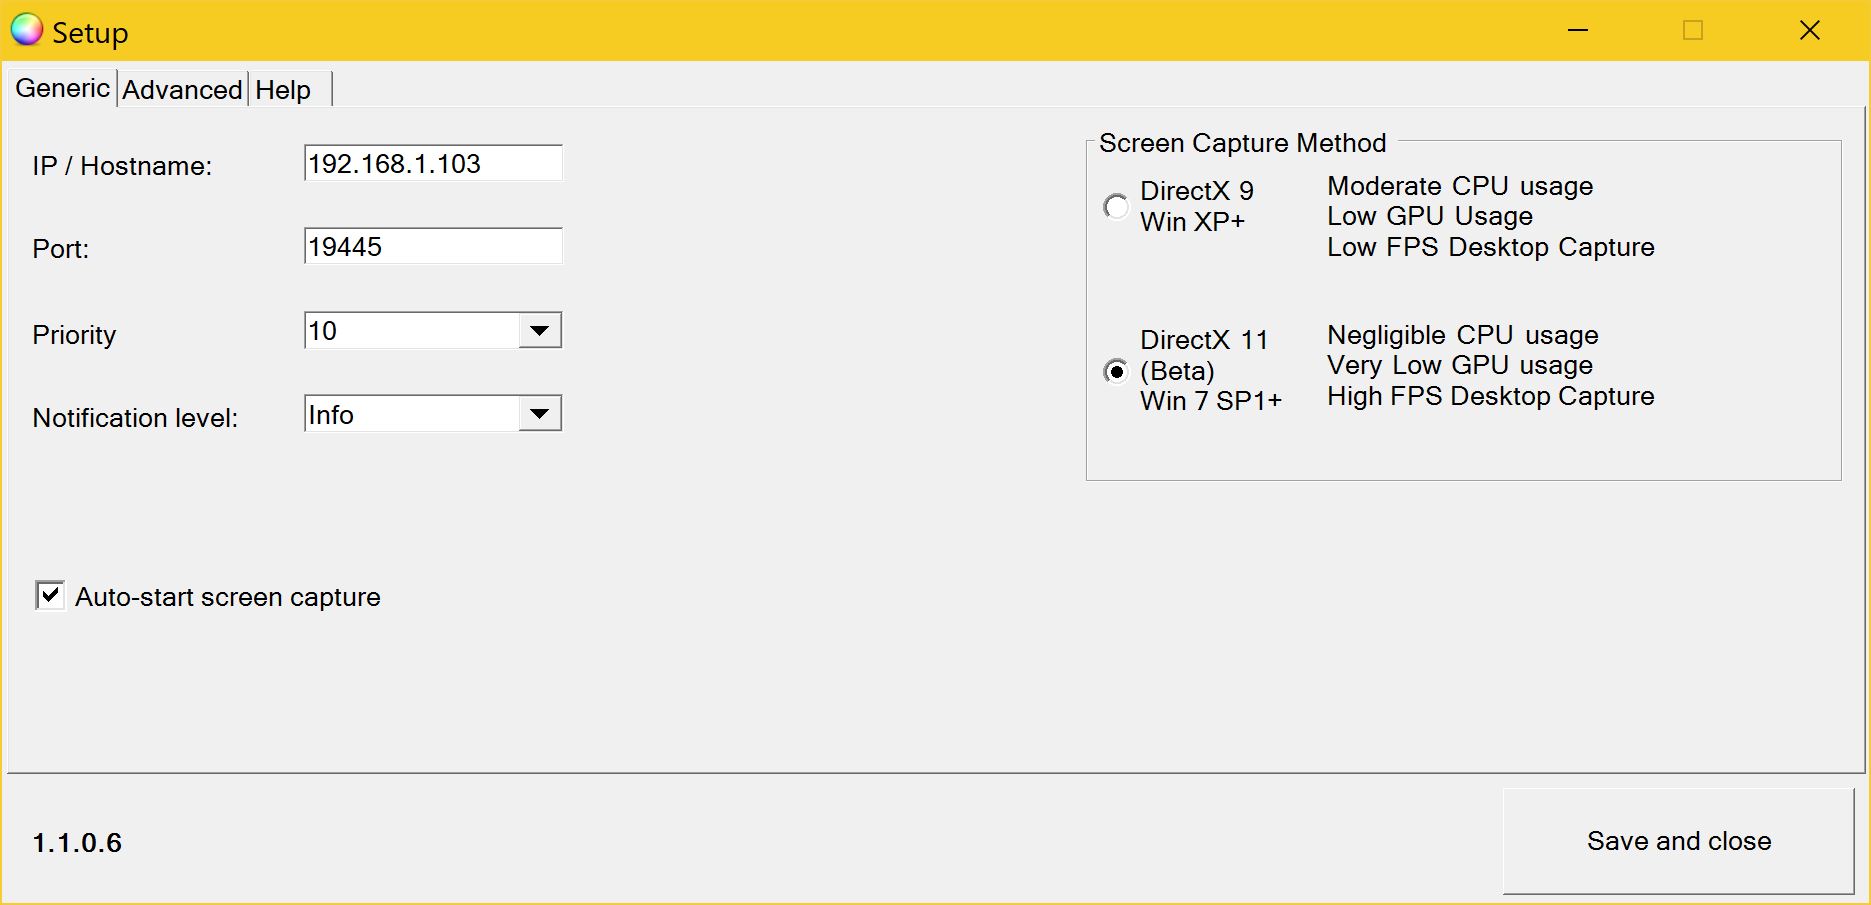 Setup
Generic
Advanced
Help
IP / Hostname:
192.168.1.103
Port:
19445
Priority
10
Notification level:
Info
Auto-start screen capture
Screen Capture Method
DirectX 9
Win XP+
Moderate CPU usage
Low GPU Usage
Low FPS Desktop Capture
DirectX 11
(Beta)
Win 7 SP1+
Negligible CPU usage
Very Low GPU usage
High FPS Desktop Capture
1.1.0.6
Save and close